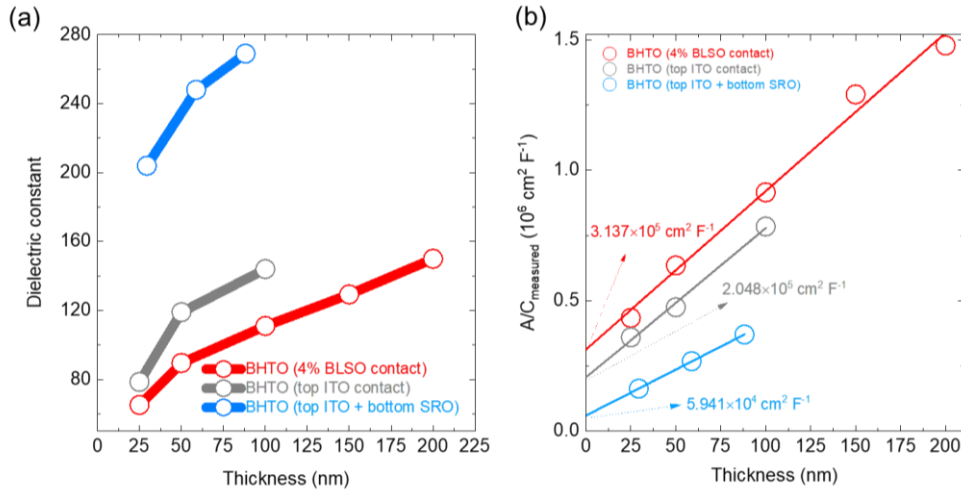 (a)
280
240
200
160
120
80
Dielectric constant
BHTO (4% BLSO contact)
BHTO (top ITO contact)
BHTO (top ITO + bottom SRO)
0 25 50 75 100 125 150 175 200 225
Thickness (nm)
(b)
1.5
1.0
0.5
0.0
A/C_measured (10⁶ cm² F⁻¹)
BHTO (4% BLSO contact)
BHTO (top ITO contact)
BHTO (top ITO + bottom SRO)
3.137×10⁵ cm² F⁻¹
2.048×10⁵ cm² F⁻¹
5.941×10⁴ cm² F⁻¹
0 25 50 75 100 125 150 175 200
Thickness (nm)